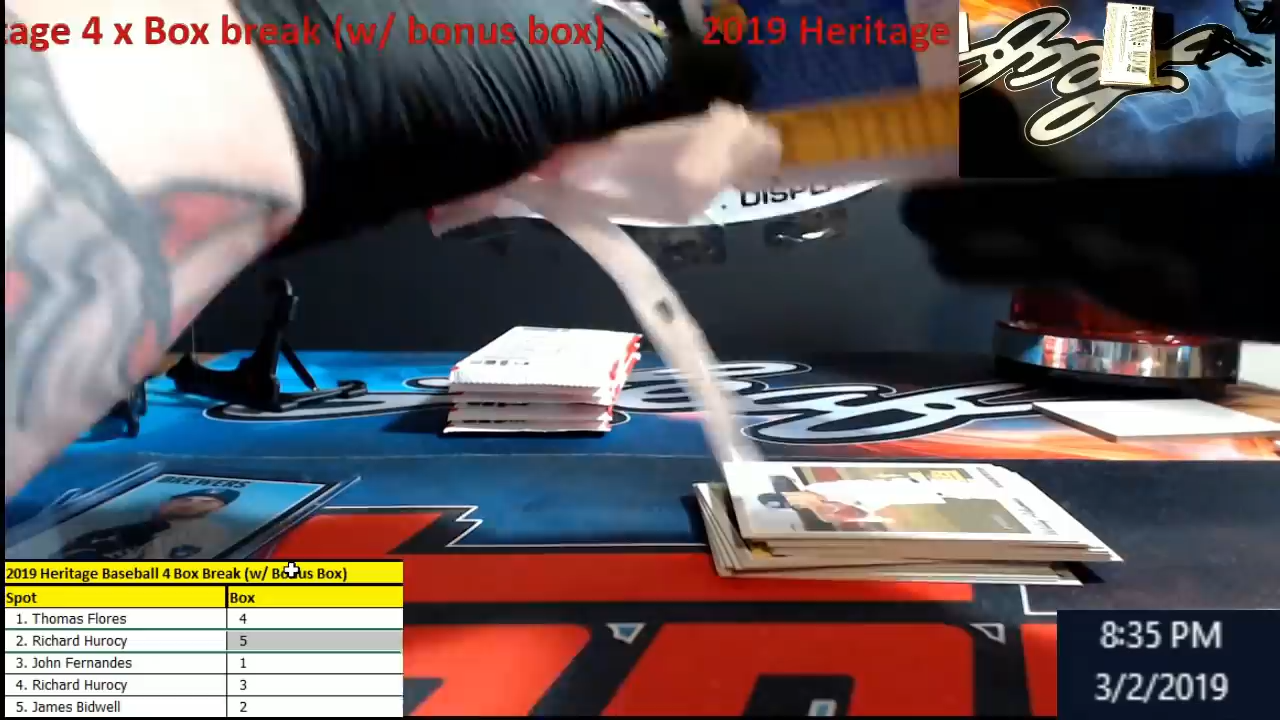 tage 4 x Box break (w/ bonus box) 2019 Heritage
DISPL
BREWERS
2019 Heritage Baseball 4 Box Break (w/ Bonus Box)
Spot Box
1. Thomas Flores 4
2. Richard Hurocy 5
3. John Fernandes 1
4. Richard Hurocy 3
5. James Bidwell 2
8:35 PM
3/2/2019